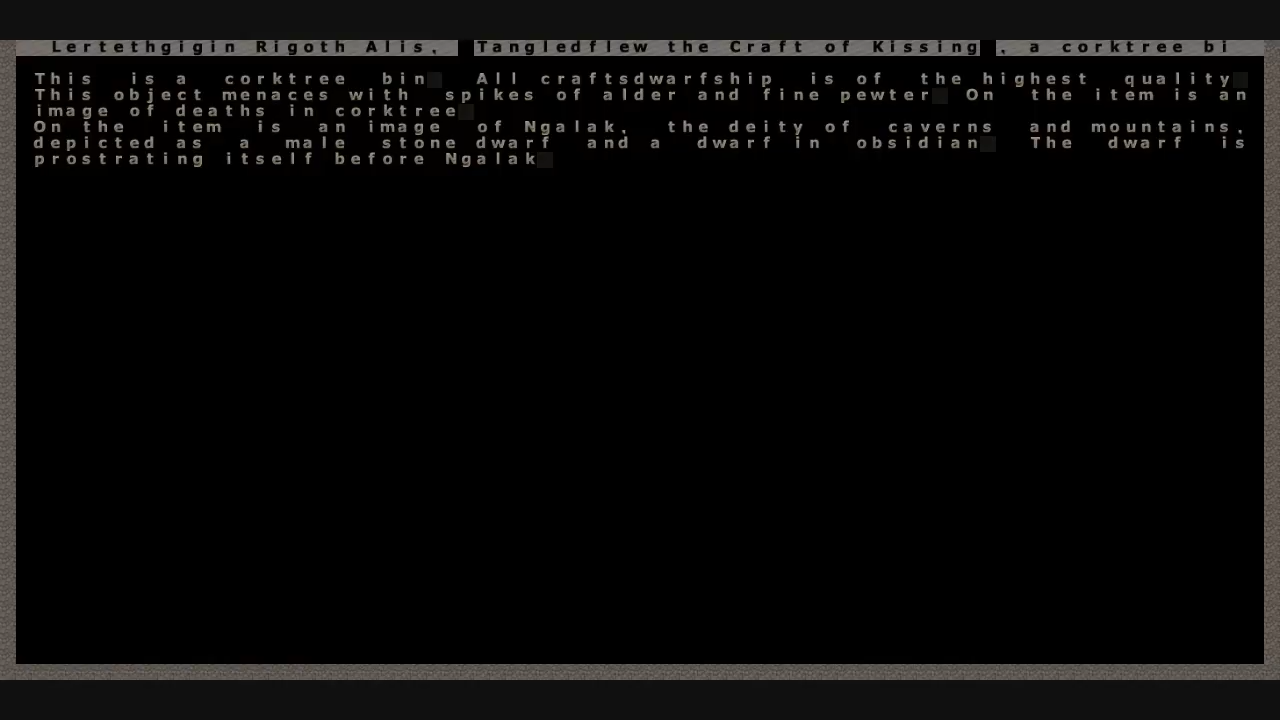 Lertethgigin Rigoth Alis, Tangledflew the Craft of Kissing, a corktree bi
This is a corktree bin All craftsdwarfship is of the highest quality
This object menaces with spikes of alder and fine pewter On the item is an
image of deaths in corktree
On the item is an image of Ngalak, the deity of caverns and mountains,
depicted as a male stone dwarf and a dwarf in obsidian The dwarf is
prostrating itself before Ngalak